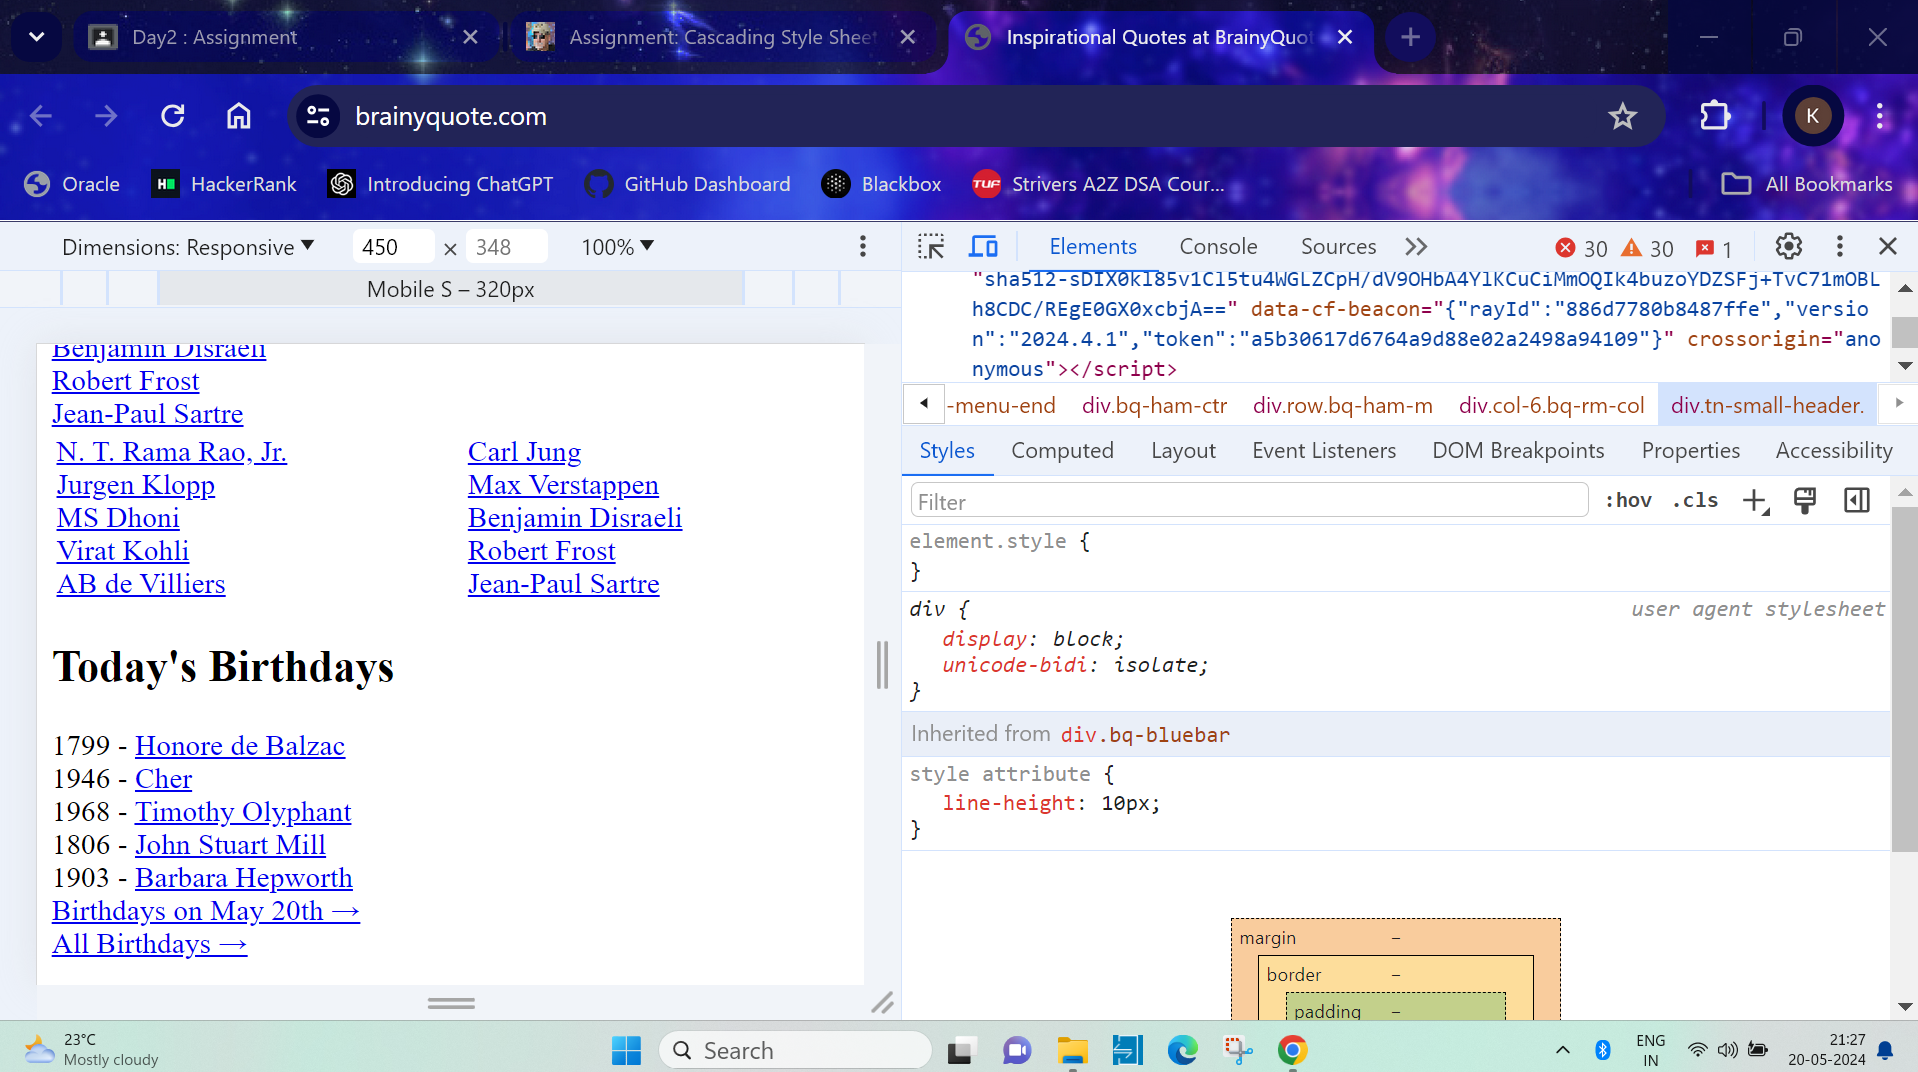 Day2 : Assignment
Assignment: Cascading Style Sheet
Inspirational Quotes at BrainyQuot
brainyquote.com
K
Oracle
HackerRank
Introducing ChatGPT
GitHub Dashboard
Blackbox
TUF Strivers A2Z DSA Cour...
All Bookmarks
Dimensions: Responsive 450 × 348 100%
Mobile S – 320px
Benjamin Disraeli
Robert Frost
Jean-Paul Sartre
N. T. Rama Rao, Jr.
Jurgen Klopp
MS Dhoni
Virat Kohli
AB de Villiers
Carl Jung
Max Verstappen
Benjamin Disraeli
Robert Frost
Jean-Paul Sartre
Today's Birthdays
1799 - Honore de Balzac
1946 - Cher
1968 - Timothy Olyphant
1806 - John Stuart Mill
1903 - Barbara Hepworth
Birthdays on May 20th →
All Birthdays →
Elements Console Sources 30 30 1
h8CDC/REgE0GX0xcbjA==" data-cf-beacon="{"rayId":"886d7780b8487ffe","versio
n":"2024.4.1","token":"a5b30617d6764a9d88e02a2498a94109"}" crossorigin="ano
nymous"></script>
-menu-end div.bq-ham-ctr div.row.bq-ham-m div.col-6.bq-rm-col div.tn-small-header.
Styles Computed Layout Event Listeners DOM Breakpoints Properties Accessibility
Filter :hov .cls
element.style {
}
div { user agent stylesheet
display: block;
unicode-bidi: isolate;
}
Inherited from div.bq-bluebar
style attribute {
line-height: 10px;
}
margin –
border –
padding –
23°C
Mostly cloudy
Search
ENG
IN
21:27
20-05-2024